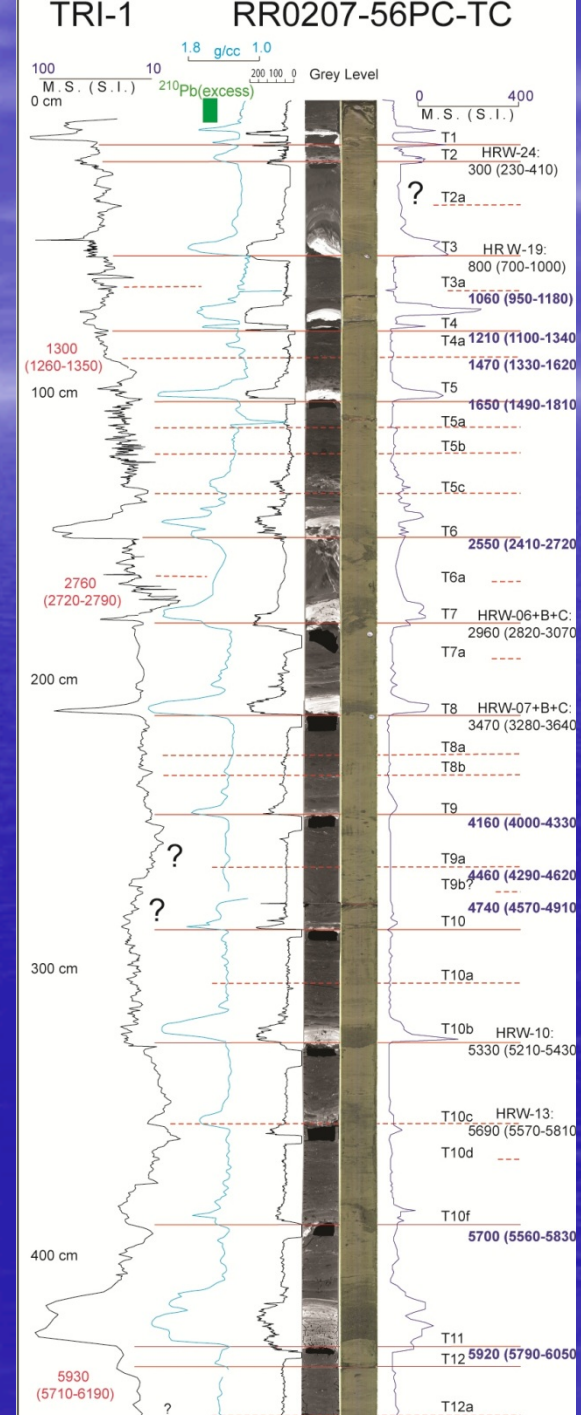 TRI-1 RR0207-56PC-TC
1.8 g/cc 1.0
100 10
M.S. (S.I.)
200 100 0 Grey Level
0 400
M.S. (S.I.)
210Pb(excess)
0 cm
T1
T2 HRW-24:
300 (230-410)
?
T2a
T3 HRW-19:
800 (700-1000)
T3a
1060 (950-1180)
T4
T4a 1210 (1100-1340
1300
(1260-1350)
1470 (1330-1620
100 cm
T5
1650 (1490-1810
T5a
T5b
T5c
T6
2550 (2410-2720
T6a
2760
(2720-2790)
T7 HRW-06+B+C:
2960 (2820-3070
T7a
200 cm
T8 HRW-07+B+C:
3470 (3280-3640
T8a
T8b
T9
4160 (4000-4330
?
T9a
4460 (4290-4620
T9b?
?
4740 (4570-4910
T10
300 cm
T10a
T10b HRW-10:
5330 (5210-5430
T10c HRW-13:
5690 (5570-5810
T10d
T10f
5700 (5560-5830
400 cm
T11
5920 (5790-6050
T12
5930
(5710-6190)
?
T12a